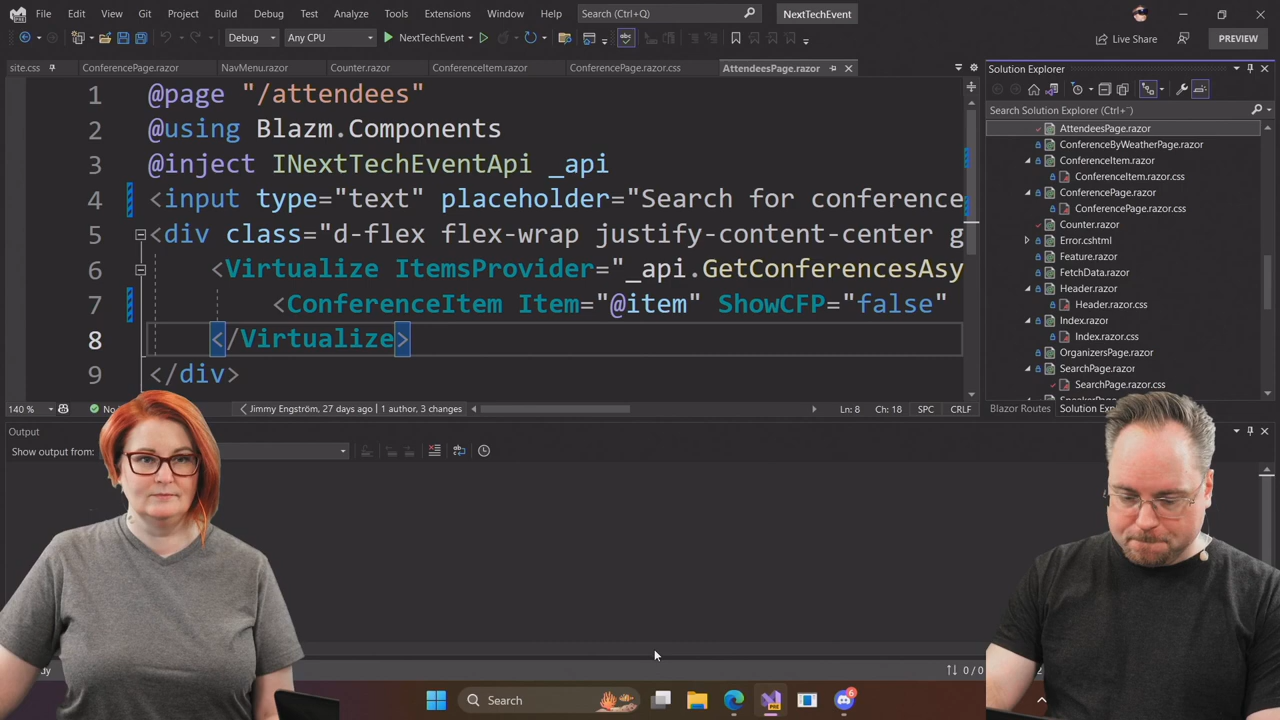 File Edit View Git Project Build Debug Test Analyze Tools Extensions Window Help Search (Ctrl+Q) NextTechEvent
Debug Any CPU NextTechEvent Live Share PREVIEW
site.css ConferencePage.razor NavMenu.razor Counter.razor ConferenceItem.razor ConferencePage.razor.css AttendeesPage.razor
1 @page "/attendees"
2 @using Blazm.Components
3 @inject INextTechEventApi _api
4 <input type="text" placeholder="Search for conference
5 <div class="d-flex flex-wrap justify-content-center g
6 <Virtualize ItemsProvider="_api.GetConferencesAsy
7 <ConferenceItem Item="@item" ShowCFP="false"
8 </Virtualize>
9 </div>
140 % No Jimmy Engström, 27 days ago | 1 author, 3 changes Ln: 8 Ch: 18 SPC CRLF
Solution Explorer
Search Solution Explorer (Ctrl+¨)
AttendeesPage.razor
ConferenceByWeatherPage.razor
ConferenceItem.razor
ConferenceItem.razor.css
ConferencePage.razor
ConferencePage.razor.css
Counter.razor
Error.cshtml
Feature.razor
FetchData.razor
Header.razor
Header.razor.css
Index.razor
Index.razor.css
OrganizersPage.razor
SearchPage.razor
SearchPage.razor.css
Blazor Routes Solution Exp
Output
Show output from:
0 / 0
Search
PRE
6